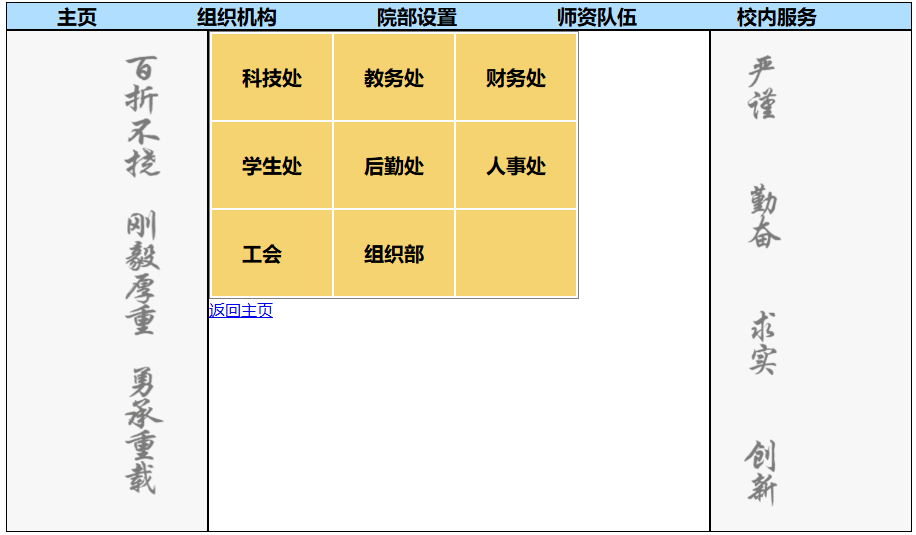 主页 组织机构 院部设置 师资队伍 校内服务
百折不挠 刚毅厚重 勇承重载
科技处 教务处 财务处
学生处 后勤处 人事处
工会 组织部
返回主页
严谨 勤奋 求实 创新